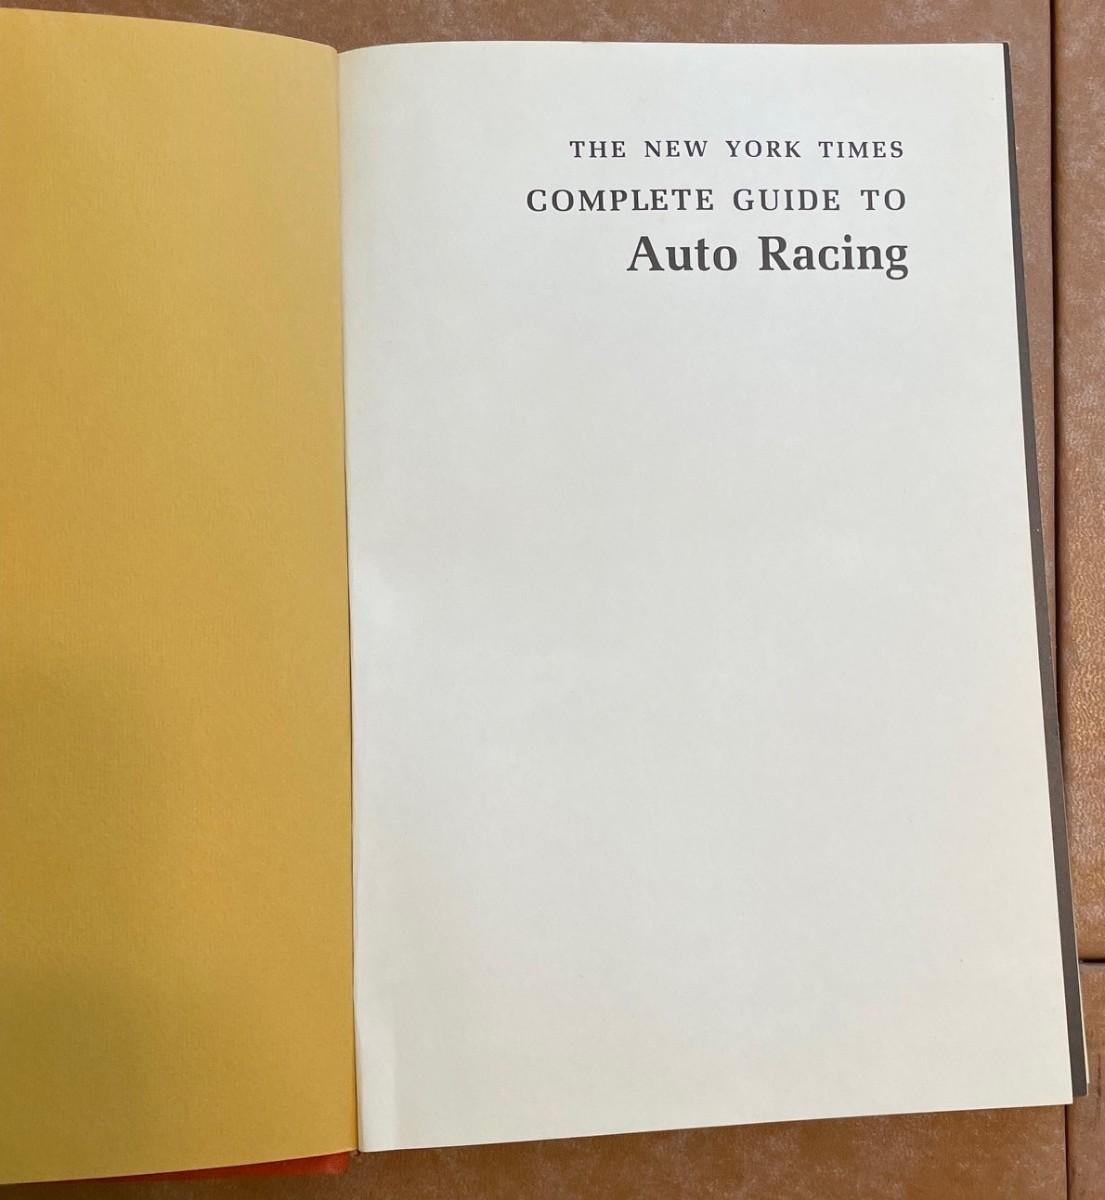 THE NEW YORK TIMES
COMPLETE GUIDE TO
Auto Racing